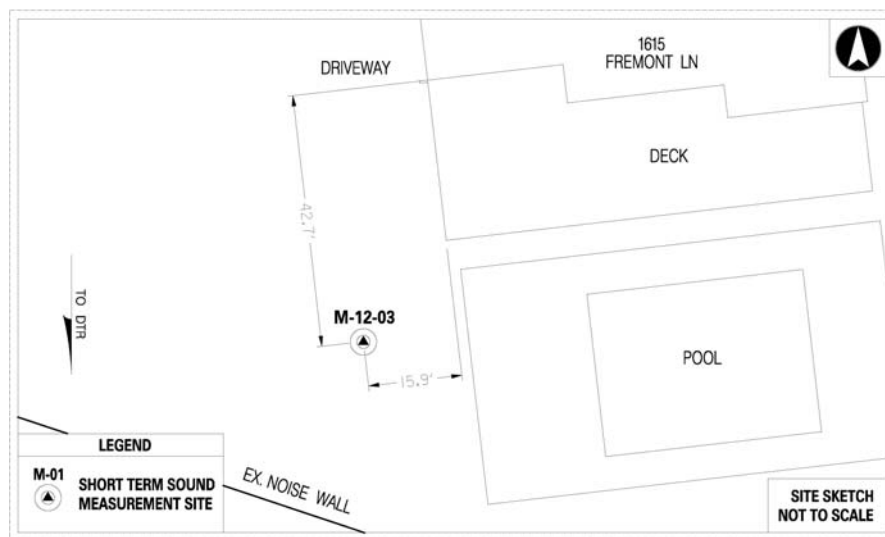 1615
FREMONT LN
DRIVEWAY
DECK
42.7'
TO DTR
M-12-03
POOL
15.9'
LEGEND
M-01
SHORT TERM SOUND
MEASUREMENT SITE
EX. NOISE WALL
SITE SKETCH
NOT TO SCALE